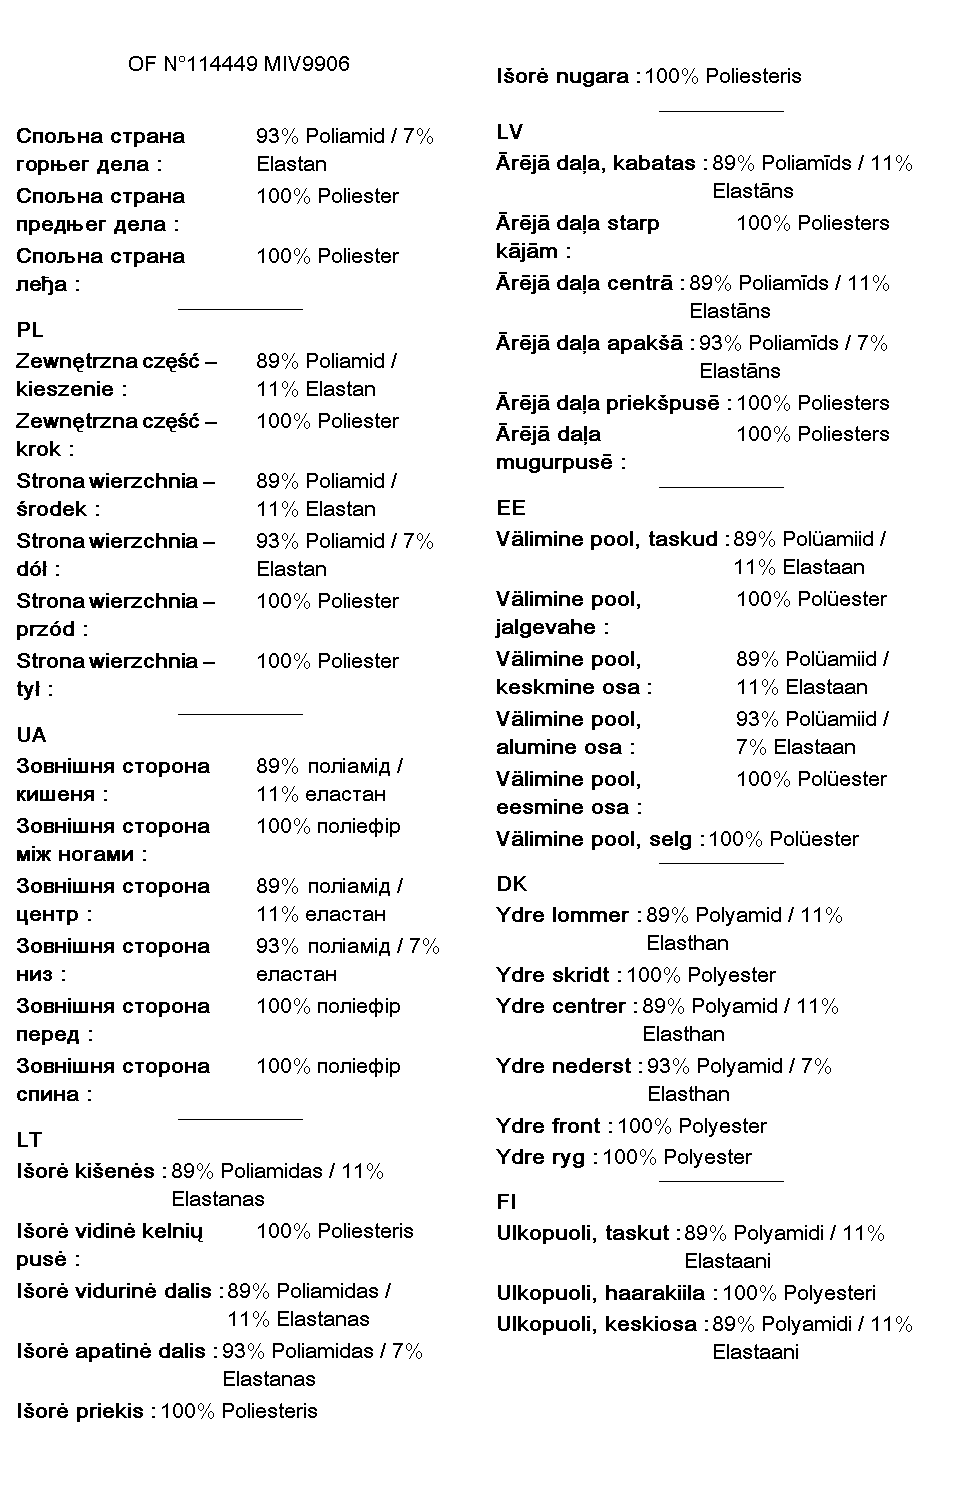 OF N°114449 MIV9906
Спољна страна 93% Poliamid / 7%
горњег дела : Elastan
Спољна страна 100% Poliester
предњег дела :
Спољна страна 100% Poliester
леђа :
PL
Zewnętrzna część – 89% Poliamid /
kieszenie : 11% Elastan
Zewnętrzna część – 100% Poliester
krok :
Strona wierzchnia – 89% Poliamid /
środek : 11% Elastan
Strona wierzchnia – 93% Poliamid / 7%
dół : Elastan
Strona wierzchnia – 100% Poliester
przód :
Strona wierzchnia – 100% Poliester
tył :
UA
Зовнішня сторона 89% поліамід /
кишеня : 11% еластан
Зовнішня сторона 100% поліефір
між ногами :
Зовнішня сторона 89% поліамід /
центр : 11% еластан
Зовнішня сторона 93% поліамід / 7%
низ : еластан
Зовнішня сторона 100% поліефір
перед :
Зовнішня сторона 100% поліефір
спина :
LT
Išorė kišenės : 89% Poliamidas / 11%
Elastanas
Išorė vidinė kelnių 100% Poliesteris
pusė :
Išorė vidurinė dalis : 89% Poliamidas /
11% Elastanas
Išorė apatinė dalis : 93% Poliamidas / 7%
Elastanas
Išorė priekis : 100% Poliesteris
Išorė nugara : 100% Poliesteris
LV
Ārējā daļa, kabatas : 89% Poliamīds / 11%
Elastāns
Ārējā daļa starp 100% Poliesters
kājām :
Ārējā daļa centrā : 89% Poliamīds / 11%
Elastāns
Ārējā daļa apakšā : 93% Poliamīds / 7%
Elastāns
Ārējā daļa priekšpusē : 100% Poliesters
Ārējā daļa 100% Poliesters
mugurpusē :
EE
Välimine pool, taskud : 89% Polüamiid /
11% Elastaan
Välimine pool, 100% Polüester
jalgevahe :
Välimine pool, 89% Polüamiid /
keskmine osa : 11% Elastaan
Välimine pool, 93% Polüamiid /
alumine osa : 7% Elastaan
Välimine pool, 100% Polüester
eesmine osa :
Välimine pool, selg : 100% Polüester
DK
Ydre lommer : 89% Polyamid / 11%
Elasthan
Ydre skridt : 100% Polyester
Ydre centrer : 89% Polyamid / 11%
Elasthan
Ydre nederst : 93% Polyamid / 7%
Elasthan
Ydre front : 100% Polyester
Ydre ryg : 100% Polyester
FI
Ulkopuoli, taskut : 89% Polyamidi / 11%
Elastaani
Ulkopuoli, haarakiila : 100% Polyesteri
Ulkopuoli, keskiosa : 89% Polyamidi / 11%
Elastaani